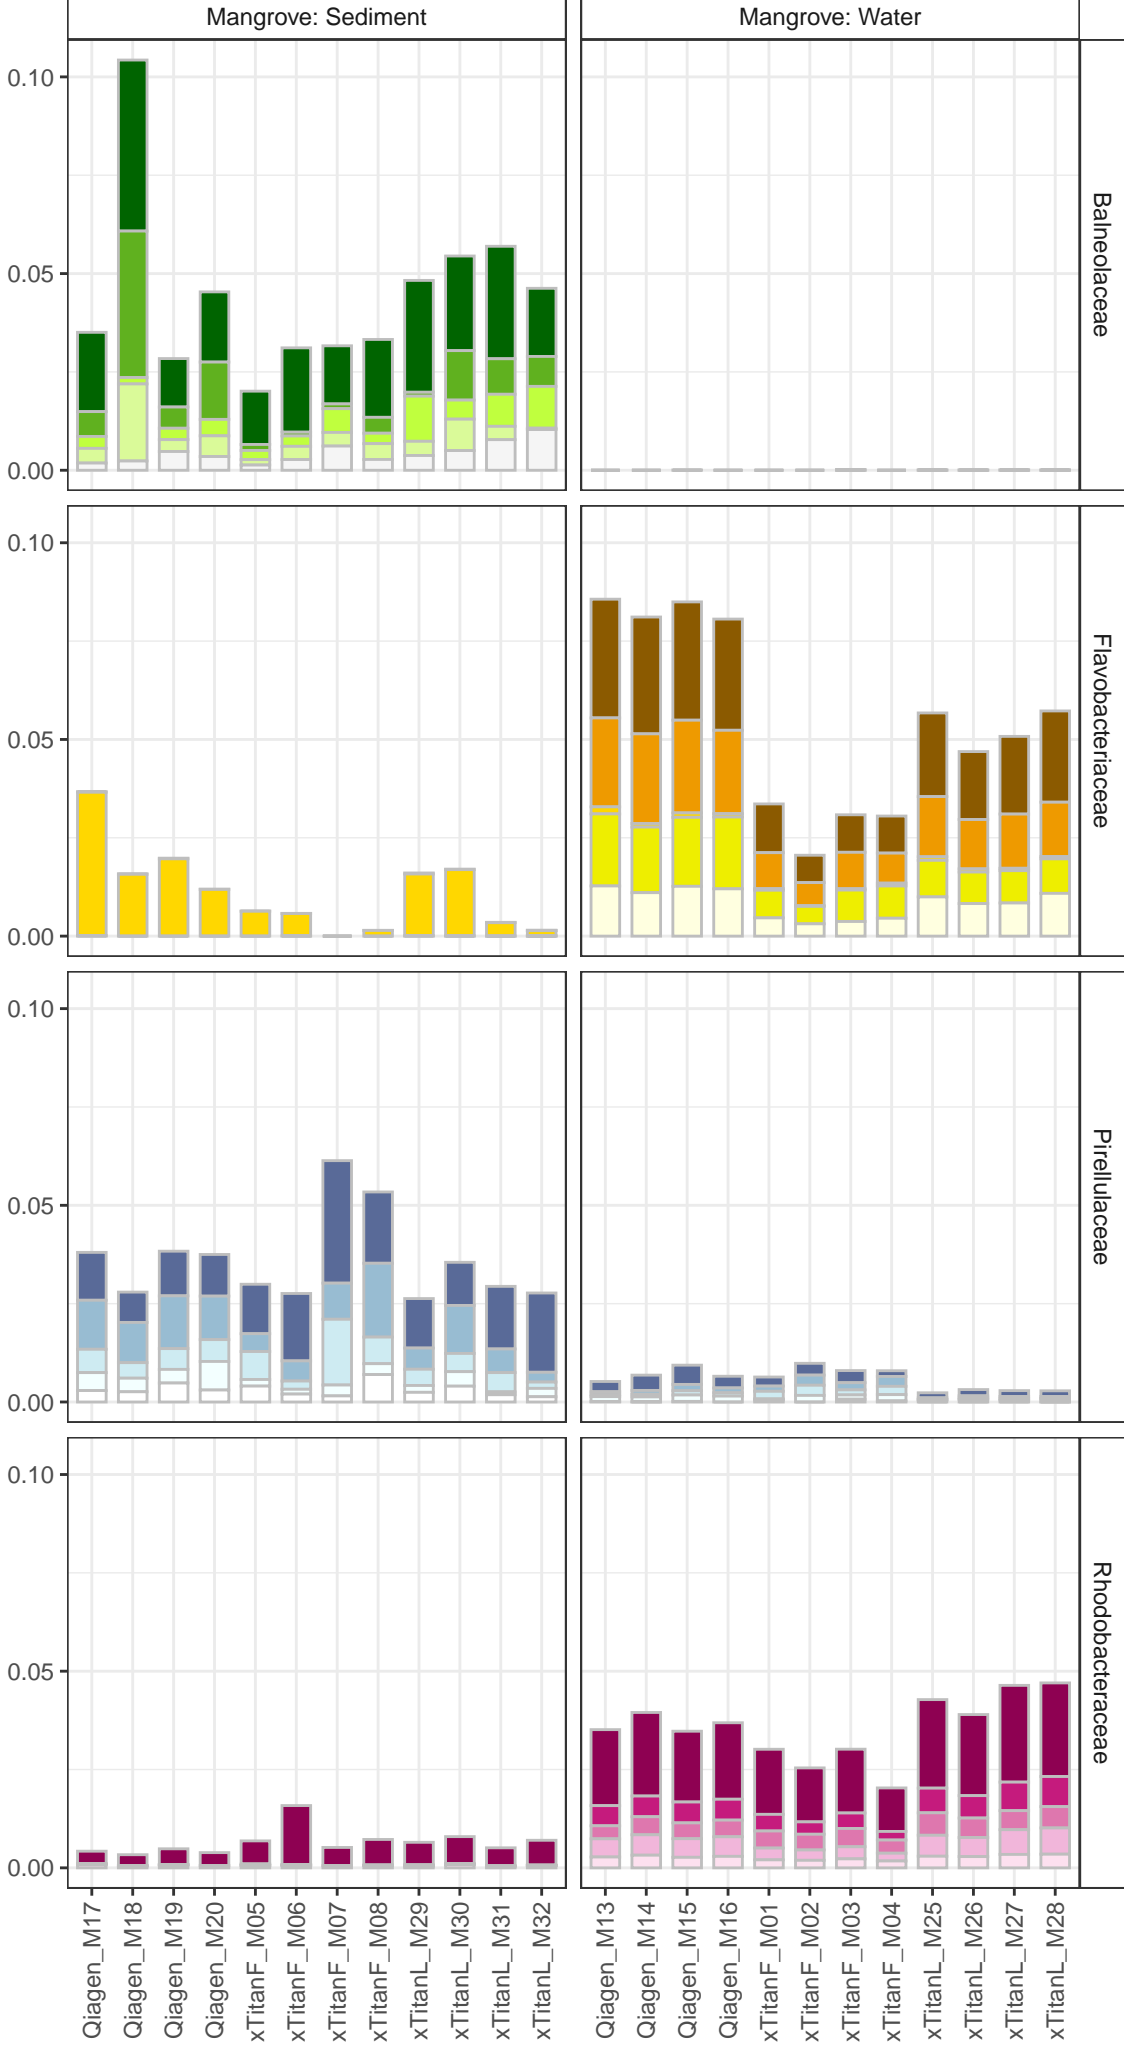 Mangrove: Sediment
Mangrove: Water
0.10
0.05
0.00
Balneolaceae
0.10
0.05
0.00
Flavobacteriaceae
0.10
0.05
0.00
Pirellulaceae
0.10
0.05
0.00
Rhodobacteraceae
Qiagen_M17
Qiagen_M18
Qiagen_M19
Qiagen_M20
xTitanF_M05
xTitanF_M06
xTitanF_M07
xTitanF_M08
xTitanL_M29
xTitanL_M30
xTitanL_M31
xTitanL_M32
Qiagen_M13
Qiagen_M14
Qiagen_M15
Qiagen_M16
xTitanF_M01
xTitanF_M02
xTitanF_M03
xTitanF_M04
xTitanL_M25
xTitanL_M26
xTitanL_M27
xTitanL_M28